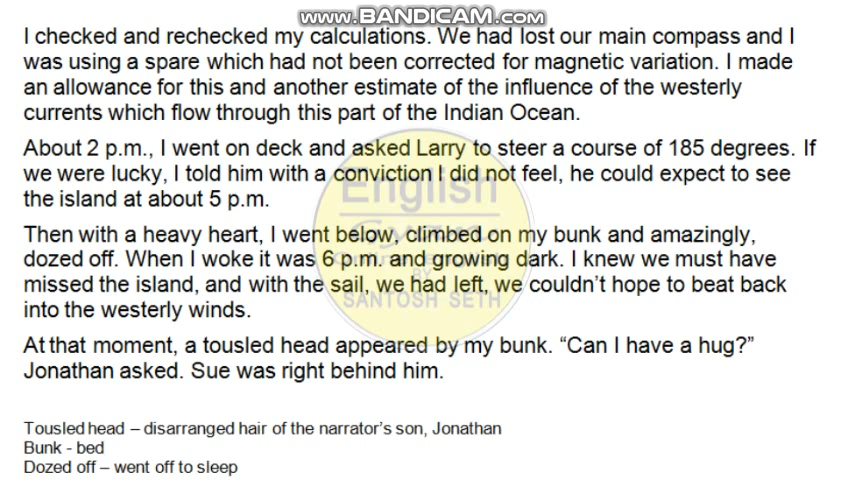 www.BANDICAM.com
I checked and rechecked my calculations. We had lost our main compass and I
was using a spare which had not been corrected for magnetic variation. I made
an allowance for this and another estimate of the influence of the westerly
currents which flow through this part of the Indian Ocean.
About 2 p.m., I went on deck and asked Larry to steer a course of 185 degrees. If
we were lucky, I told him with a conviction I did not feel, he could expect to see
the island at about 5 p.m.
Then with a heavy heart, I went below, climbed on my bunk and amazingly,
dozed off. When I woke it was 6 p.m. and growing dark. I knew we must have
missed the island, and with the sail, we had left, we couldn’t hope to beat back
into the westerly winds.
At that moment, a tousled head appeared by my bunk. “Can I have a hug?”
Jonathan asked. Sue was right behind him.
English
BY
SANTOSH SETH
Tousled head – disarranged hair of the narrator’s son, Jonathan
Bunk - bed
Dozed off – went off to sleep